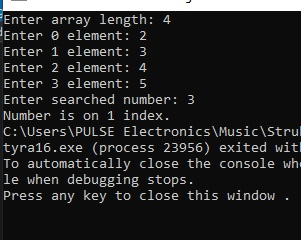 Enter array length: 4
Enter 0 element: 2
Enter 1 element: 3
Enter 2 element: 4
Enter 3 element: 5
Enter searched number: 3
Number is on 1 index.
C:\Users\PULSE Electronics\Music\Stru
tyra16.exe (process 23956) exited wit
To automatically close the console whe
le when debugging stops.
Press any key to close this window .